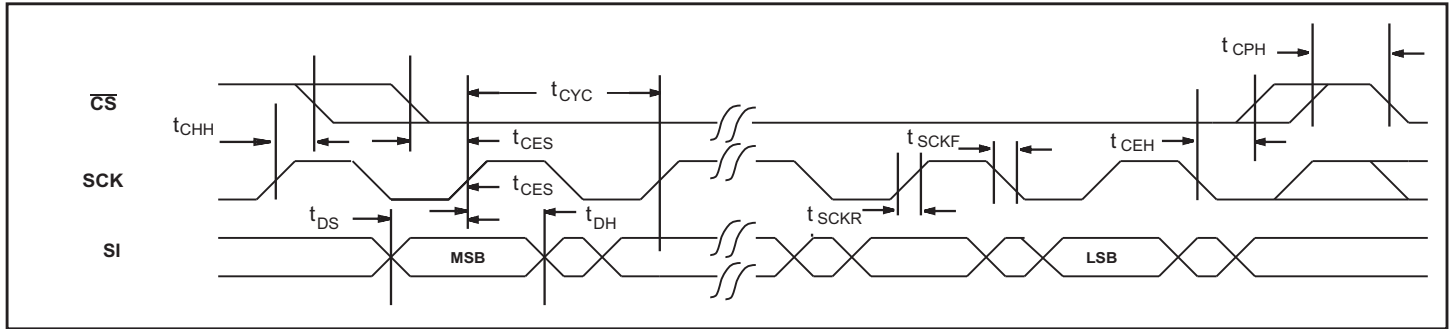 t CPH
CS
t CYC
t CHH
t CES
t SCKF
t CEH
SCK
t CES
t DS
t DH
t SCKR
SI
MSB
LSB